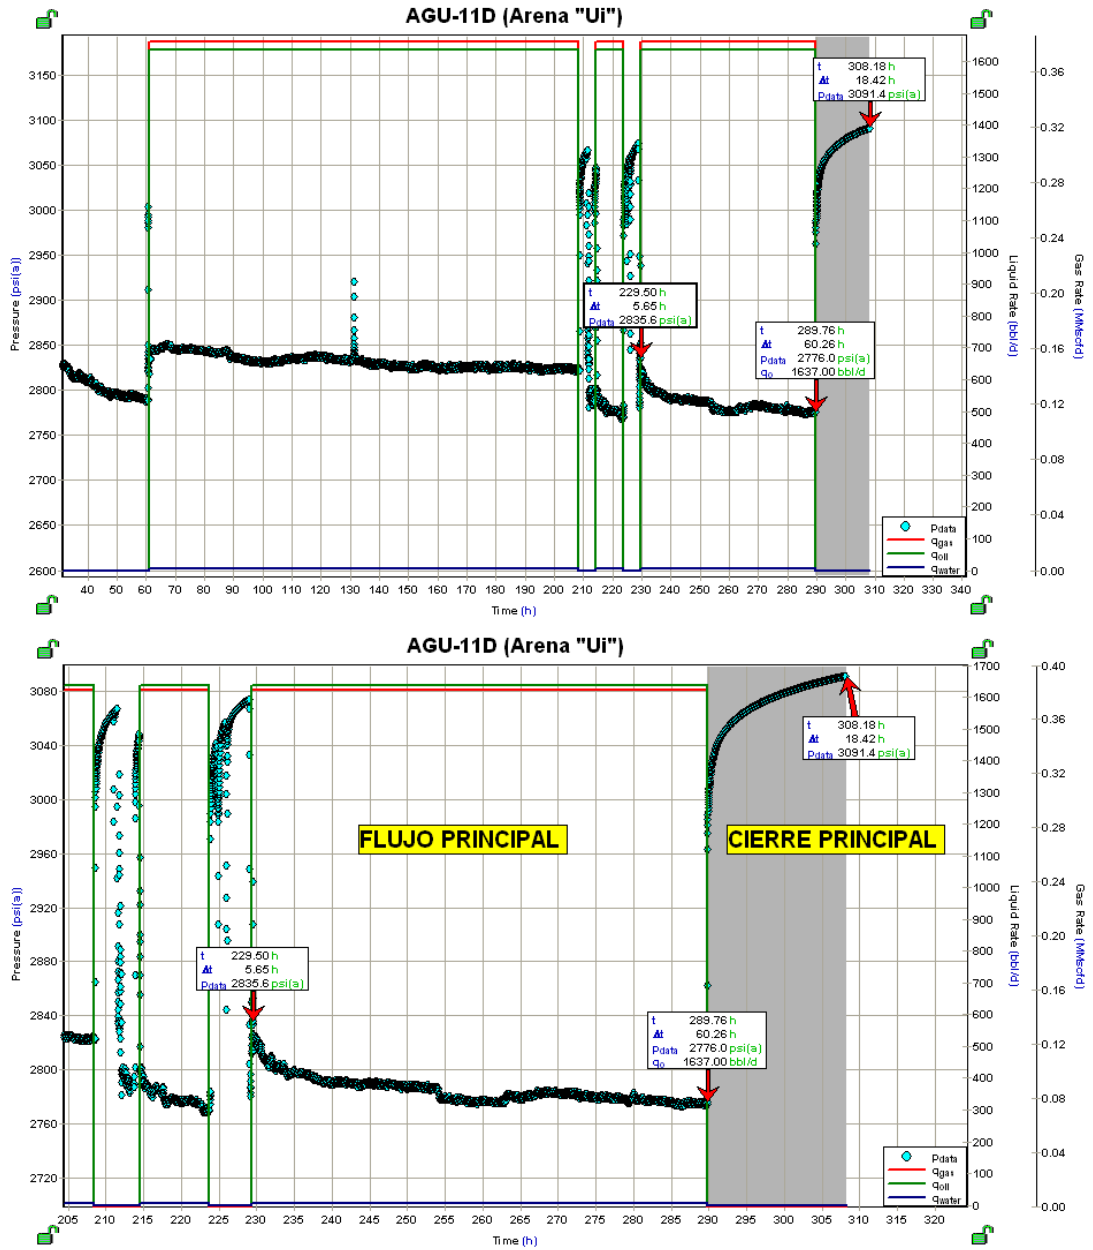 AGU-11D (Arena "Ui")
3150
3100
3050
3000
2950
2900
2850
2800
2750
2700
2650
2600
Pressure (psi(a))
1600
1500
1400
1300
1200
1100
1000
900
800
700
600
500
400
300
200
100
0
Liquid Rate (bbl/d)
0.36
0.32
0.28
0.24
0.20
0.16
0.12
0.08
0.04
0.00
Gas Rate (MMscfd)
t 308.18 h
Δt 18.42 h
Pdata 3091.4 psi(a)
t 229.50 h
Δt 5.65 h
Pdata 2835.6 psi(a)
t 289.76 h
Δt 60.26 h
Pdata 2776.0 psi(a)
qo 1637.00 bbl/d
Pdata
qgas
qoil
qwater
40 50 60 70 80 90 100 110 120 130 140 150 160 170 180 190 200 210 220 230 240 250 260 270 280 290 300 310 320 330 340
Time (h)
AGU-11D (Arena "Ui")
3080
3040
3000
2960
2920
2880
2840
2800
2760
2720
Pressure (psi(a))
1700
1600
1500
1400
1300
1200
1100
1000
900
800
700
600
500
400
300
200
100
0
Liquid Rate (bbl/d)
0.40
0.36
0.32
0.28
0.24
0.20
0.16
0.12
0.08
0.04
0.00
Gas Rate (MMscfd)
t 308.18 h
Δt 18.42 h
Pdata 3091.4 psi(a)
FLUJO PRINCIPAL
CIERRE PRINCIPAL
t 229.50 h
Δt 5.65 h
Pdata 2835.6 psi(a)
t 289.76 h
Δt 60.26 h
Pdata 2776.0 psi(a)
qo 1637.00 bbl/d
Pdata
qgas
qoil
qwater
205 210 215 220 225 230 235 240 245 250 255 260 265 270 275 280 285 290 295 300 305 310 315 320
Time (h)